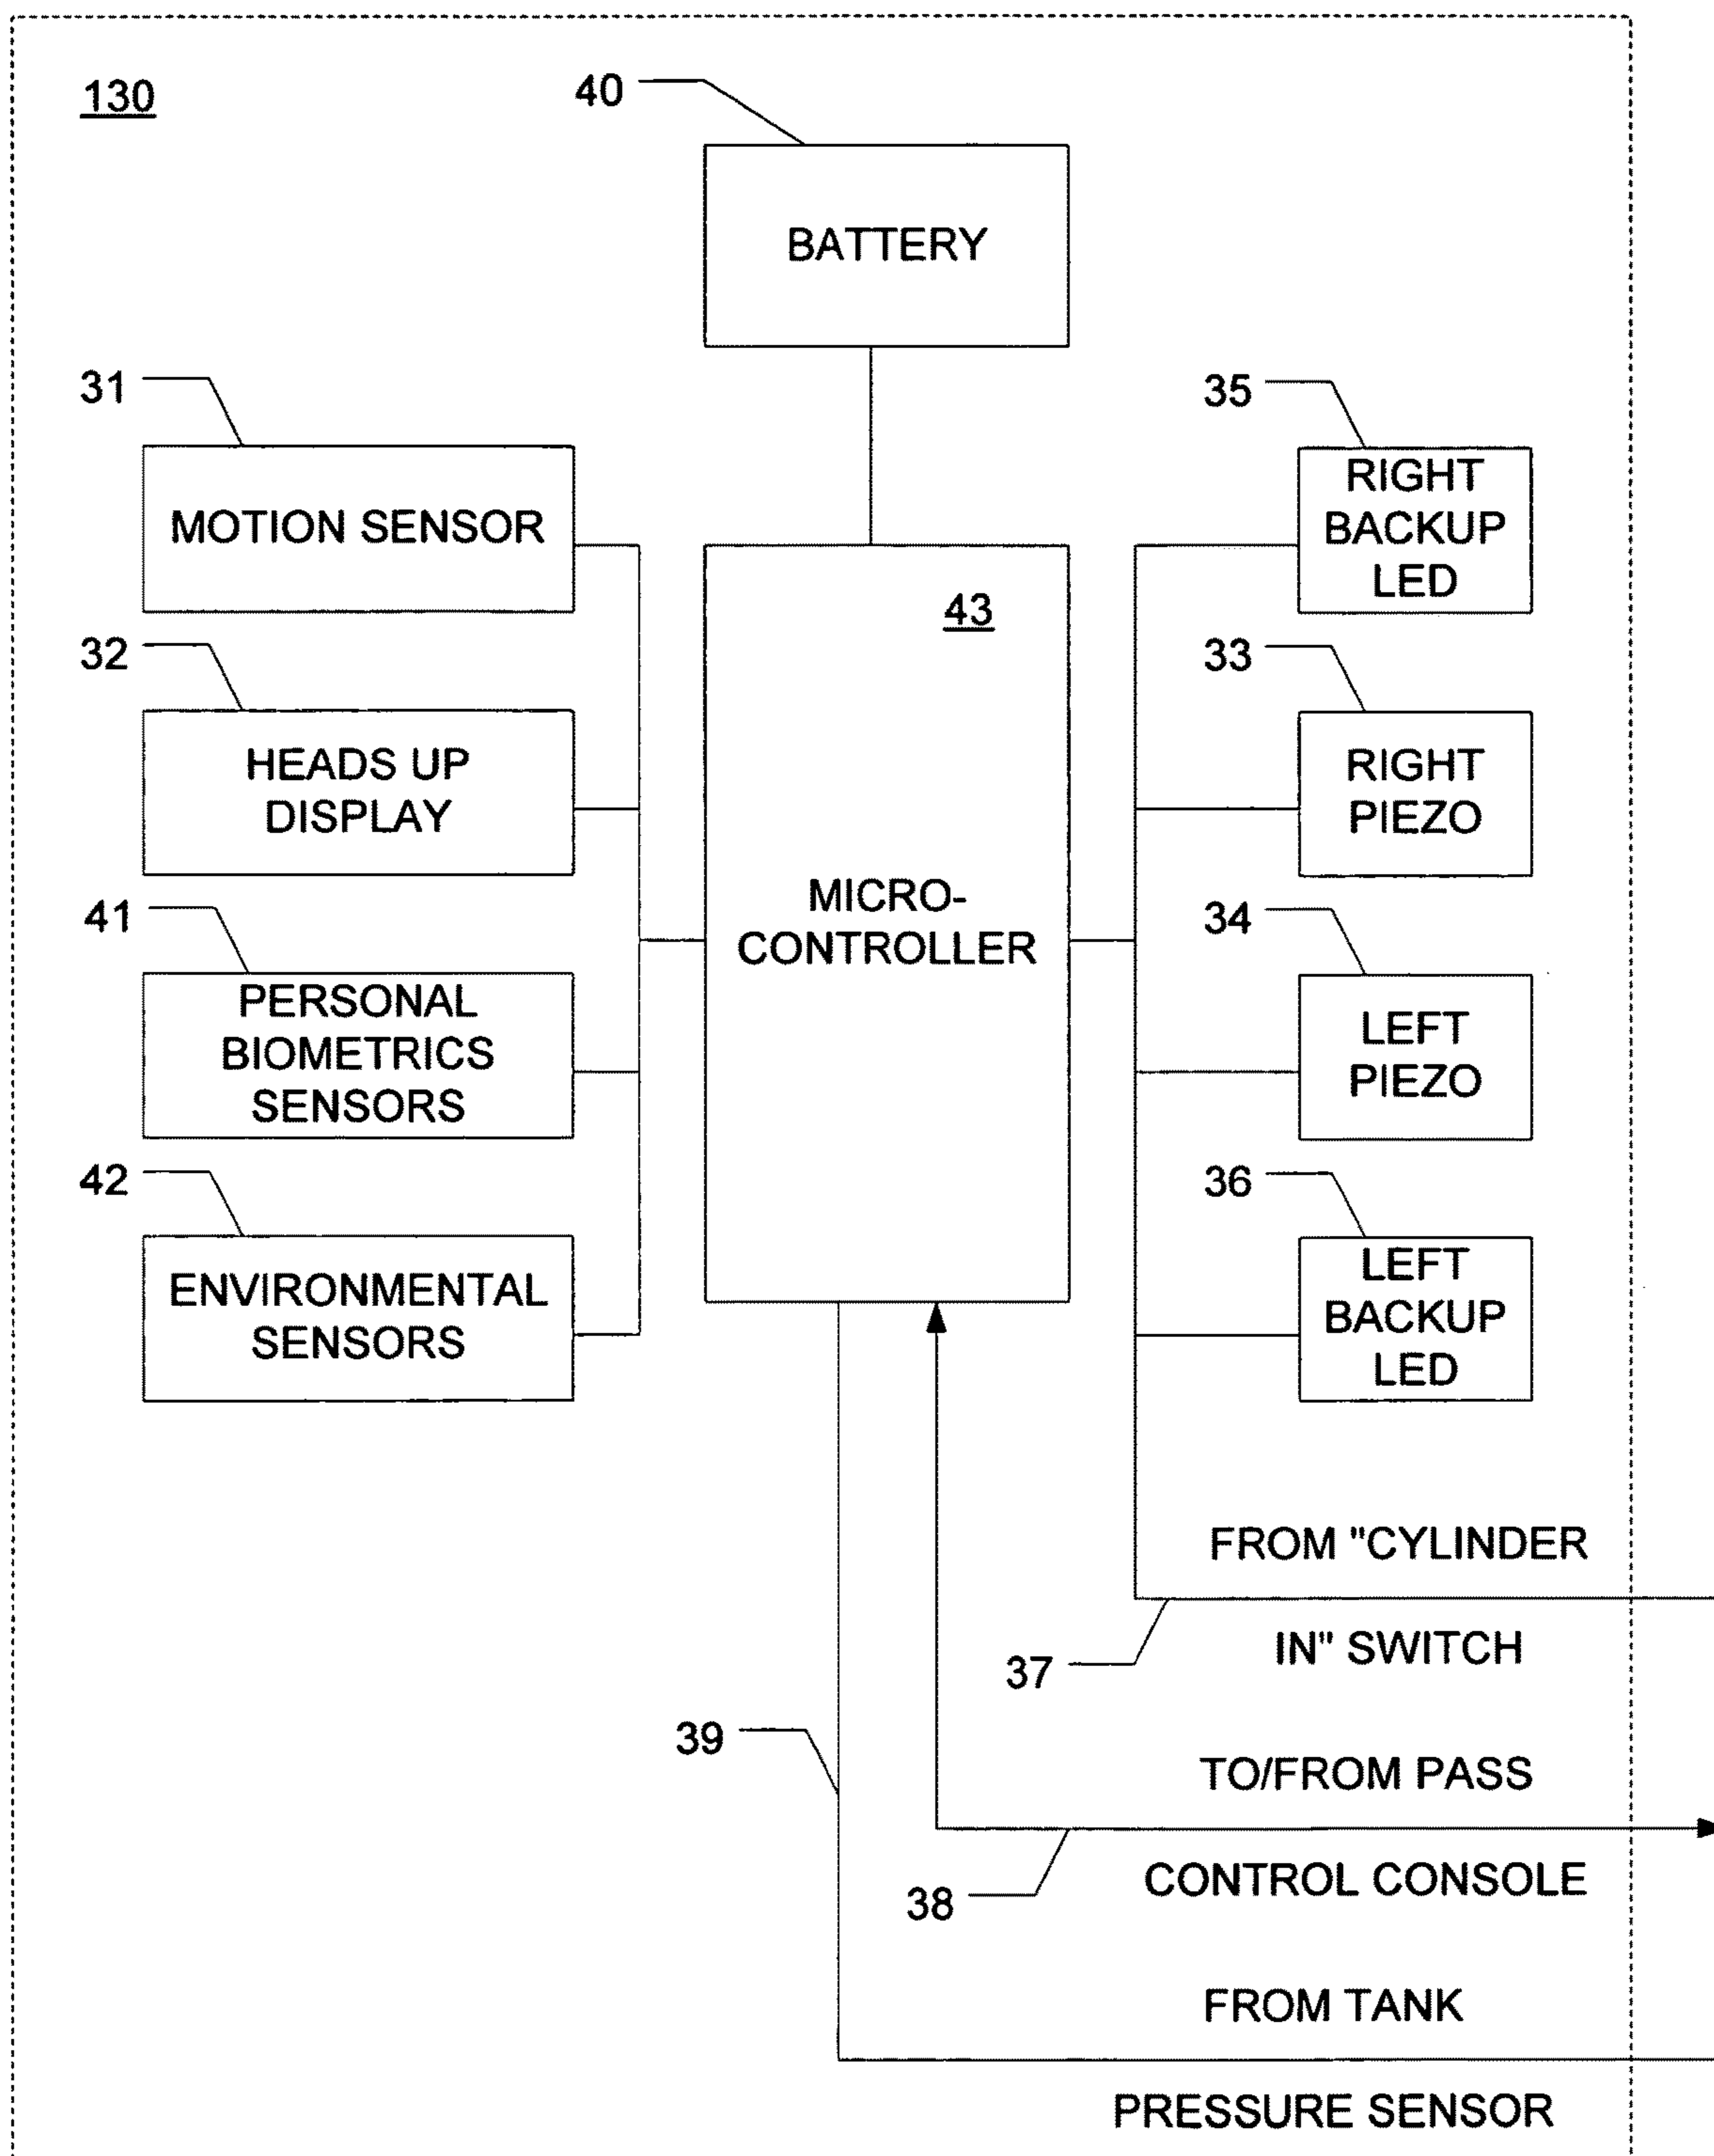 130
40
BATTERY
31
MOTION SENSOR
35
RIGHT
BACKUP
LED
43
32
HEADS UP
DISPLAY
33
RIGHT
PIEZO
MICRO-
CONTROLLER
41
PERSONAL
BIOMETRICS
SENSORS
34
LEFT
PIEZO
42
ENVIRONMENTAL
SENSORS
36
LEFT
BACKUP
LED
FROM "CYLINDER
IN" SWITCH
37
39
TO/FROM PASS
CONTROL CONSOLE
38
FROM TANK
PRESSURE SENSOR